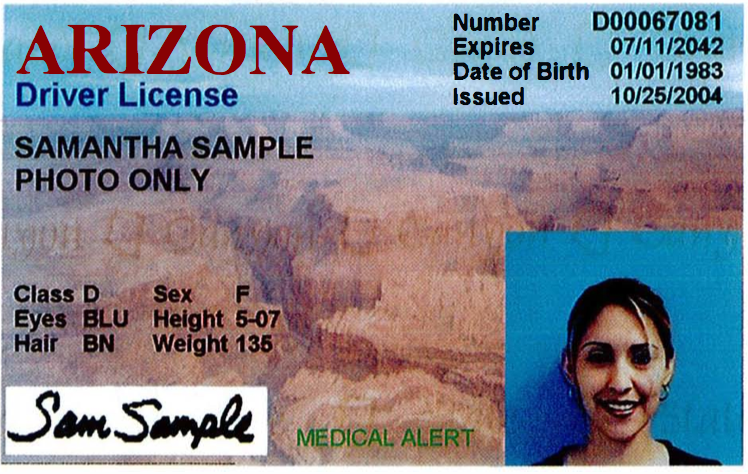 ARIZONA
Driver License
Number D00067081
Expires 07/11/2042
Date of Birth 01/01/1983
Issued 10/25/2004
SAMANTHA SAMPLE
PHOTO ONLY
Class D Sex F
Eyes BLU Height 5-07
Hair BN Weight 135
Sam Sample
MEDICAL ALERT